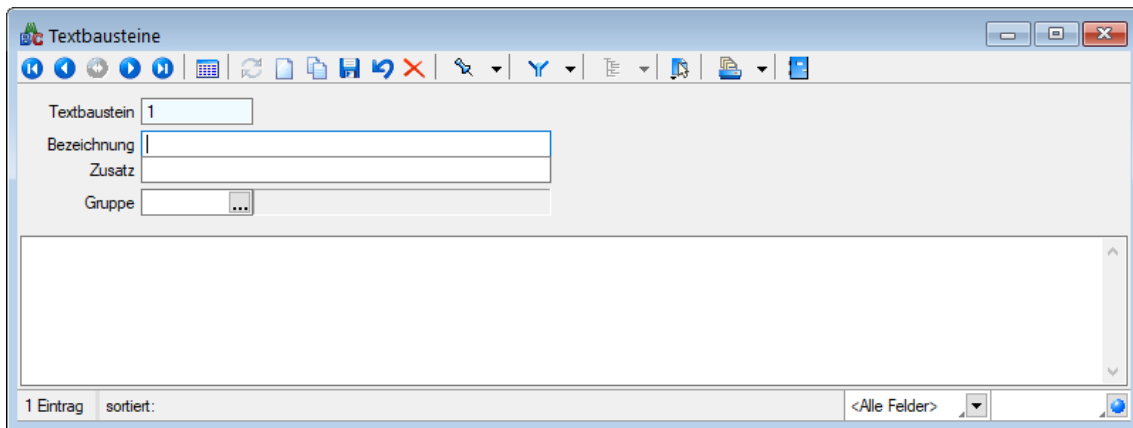 Textbausteine
Textbaustein 1
Bezeichnung
Zusatz
Gruppe ...
1 Eintrag sortiert: <Alle Felder>